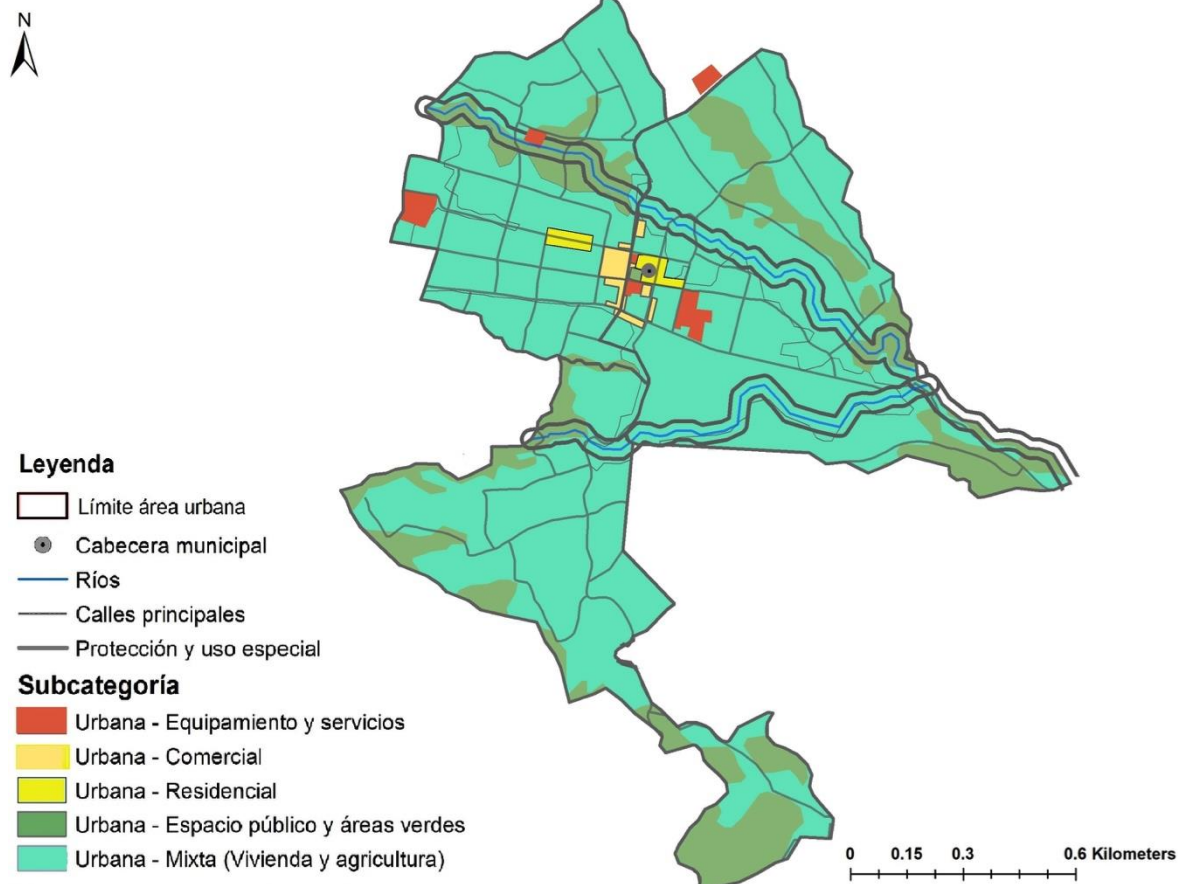 N
Leyenda
Límite área urbana
Cabecera municipal
Ríos
Calles principales
Protección y uso especial
Subcategoría
Urbana - Equipamiento y servicios
Urbana - Comercial
Urbana - Residencial
Urbana - Espacio público y áreas verdes
Urbana - Mixta (Vivienda y agricultura)
0 0.15 0.3 0.6 Kilometers